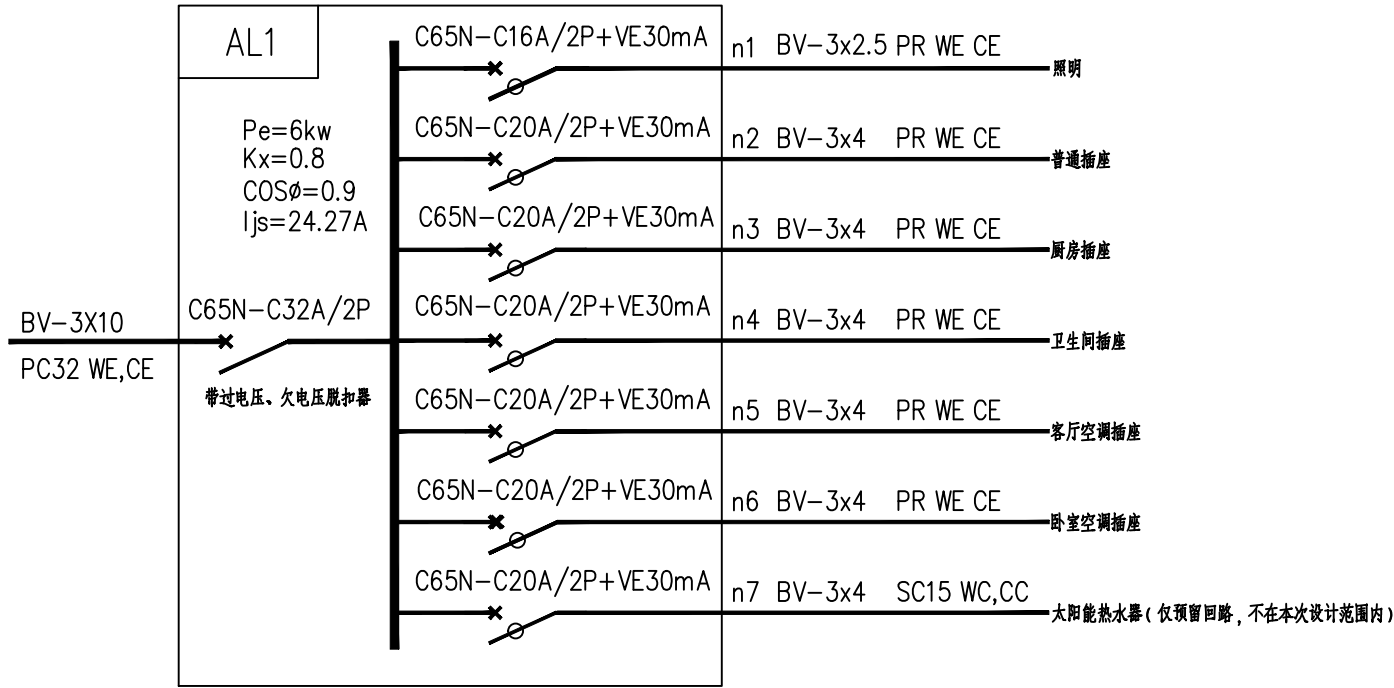 AL1
Pe=6kw
Kx=0.8
COSø=0.9
Ijs=24.27A
BV-3X10
PC32 WE,CE
C65N-C32A/2P
带过电压、欠电压脱扣器
C65N-C16A/2P+VE30mA
n1 BV-3x2.5 PR WE CE
照明
C65N-C20A/2P+VE30mA
n2 BV-3x4 PR WE CE
普通插座
C65N-C20A/2P+VE30mA
n3 BV-3x4 PR WE CE
厨房插座
C65N-C20A/2P+VE30mA
n4 BV-3x4 PR WE CE
卫生间插座
C65N-C20A/2P+VE30mA
n5 BV-3x4 PR WE CE
客厅空调插座
C65N-C20A/2P+VE30mA
n6 BV-3x4 PR WE CE
卧室空调插座
C65N-C20A/2P+VE30mA
n7 BV-3x4 SC15 WC,CC
太阳能热水器(仅预留回路,不在本次设计范围内)